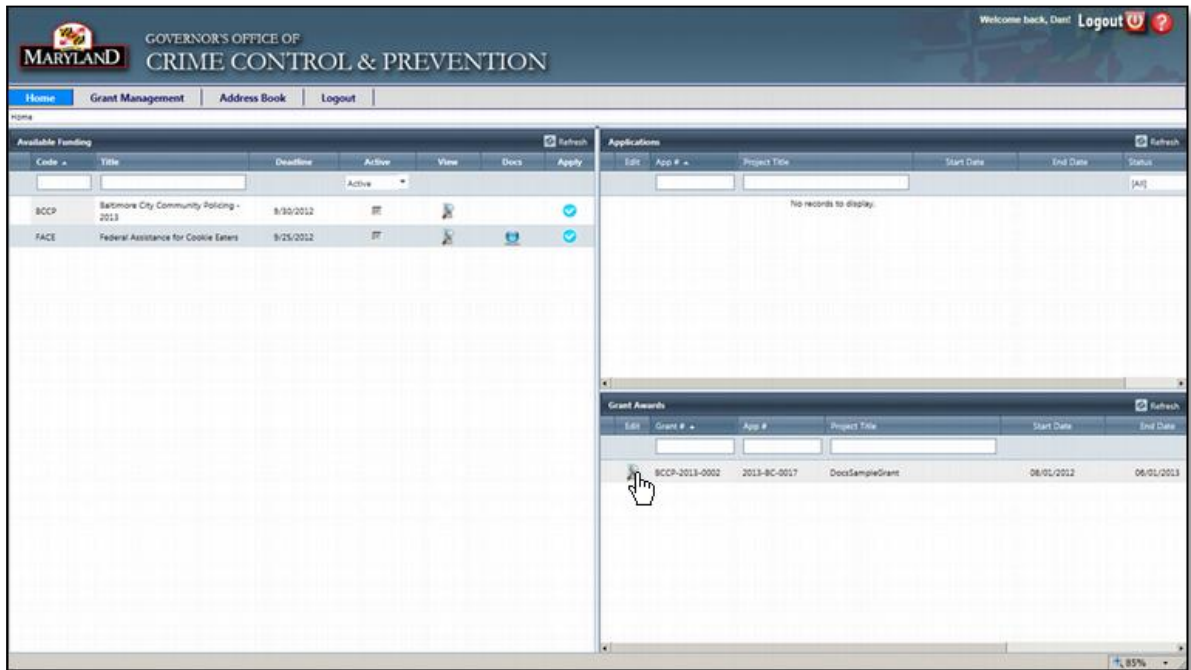 Welcome back, Dan! Logout
MARYLAND
GOVERNOR'S OFFICE OF
CRIME CONTROL & PREVENTION
Home Grant Management Address Book Logout
Home
Available Funding Refresh
Code Title Deadline Active View Docs Apply
Active
BCCP Baltimore City Community Policing - 2013 9/30/2012
FACE Federal Assistance for Cookie Eaters 9/25/2012
Applications Refresh
Edit App # Project Title Start Date End Date Status
[All]
No records to display.
Grant Awards Refresh
Edit Grant # App # Project Title Start Date End Date
BCCP-2013-0002 2013-BC-0017 DocsSampleGrant 06/01/2012 06/01/2013
85%